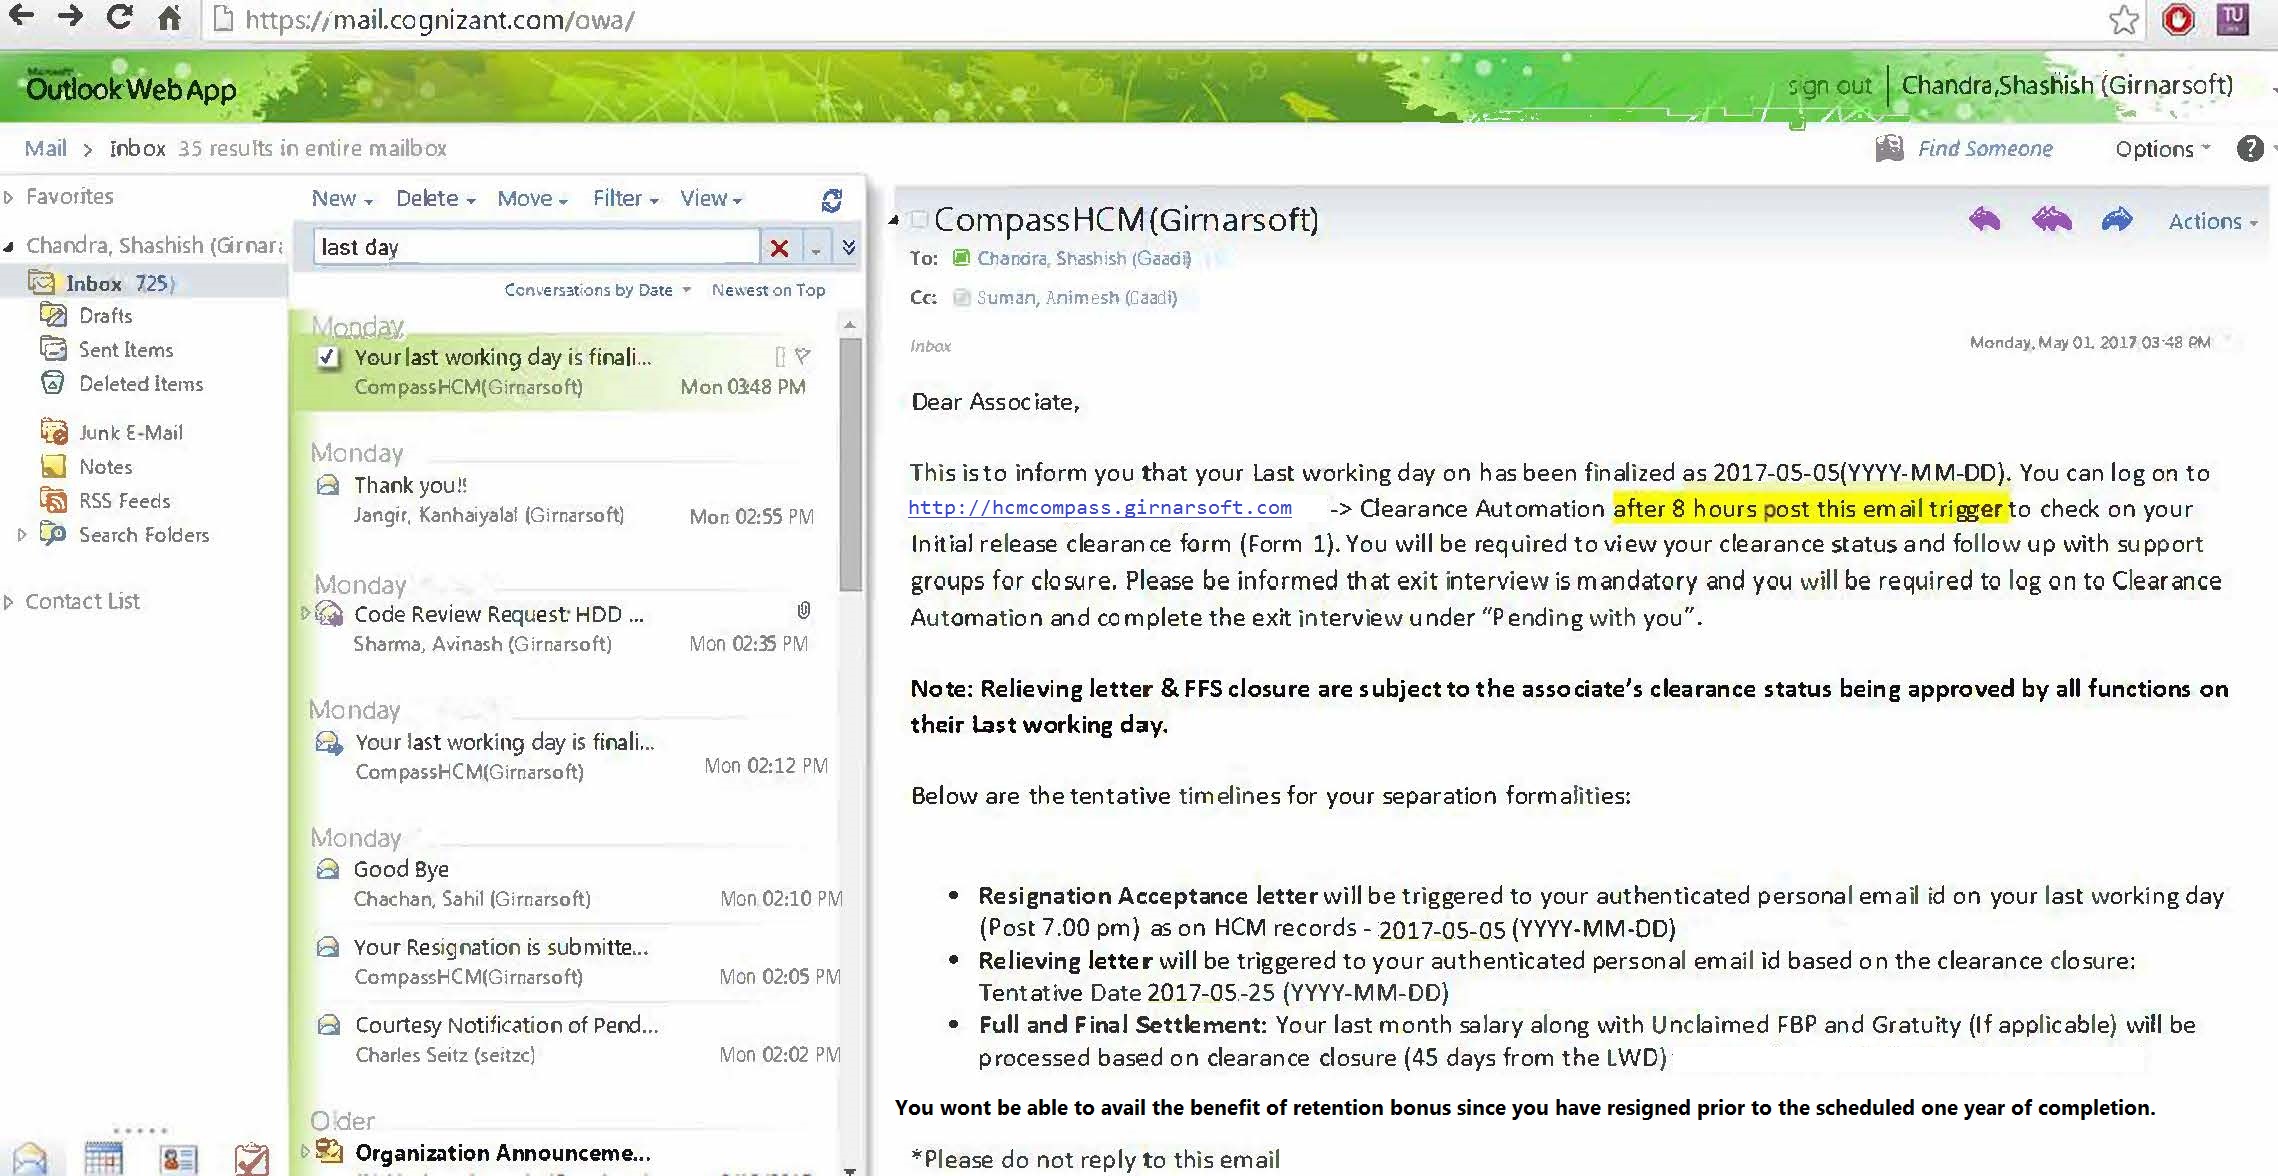 https://mail.cognizant.com/owa/
TU
Microsoft
Outlook Web App
sign out
Chandra,Shashish (Girnarsoft)
Mail > Inbox 35 results in entire mailbox
Find Someone
Options
Favorites
Chandra, Shashish (Girnar
Inbox 725)
Drafts
Sent Items
Deleted Items
Junk E-Mail
Notes
RSS Feeds
Search Folders
Contact List
New
Delete
Move
Filter
View
last day
Conversations by Date
Newest on Top
Monday
Your last working day is finali...
CompassHCM(Girnarsoft)
Mon 03:48 PM
Monday
Thank you!!
Jangir, Kanhaiyalal (Girnarsoft)
Mon 02:55 PM
Monday
Code Review Request: HDD ...
Sharma, Avinash (Girnarsoft)
Mon 02:35 PM
Monday
Your last working day is finali...
CompassHCM(Girnarsoft)
Mon 02:12 PM
Monday
Good Bye
Chachan, Sahil (Girnarsoft)
Mon 02:10 PM
Your Resignation is submitte...
CompassHCM(Girnarsoft)
Mon 02:05 PM
Courtesy Notification of Pend...
Charles Seitz (seitzc)
Mon 02:02 PM
Older
Organization Announceme...
CompassHCM(Girnarsoft)
Actions
To: Chandra, Shashish (Gaadi)
Cc: Suman, Animesh (Gaadi)
Inbox
Monday, May 01, 2017 03:48 PM
Dear Associate,
This is to inform you that your Last working day on has been finalized as 2017-05-05(YYYY-MM-DD). You can log on to
http://hcmcompass.girnarsoft.com -> Clearance Automation after 8 hours post this email trigger to check on your
Initial release clearance form (Form 1). You will be required to view your clearance status and follow up with support
groups for closure. Please be informed that exit interview is mandatory and you will be required to log on to Clearance
Automation and complete the exit interview under “Pending with you”.
Note: Relieving letter & FFS closure are subject to the associate’s clearance status being approved by all functions on
their Last working day.
Below are the tentative timelines for your separation formalities:
• Resignation Acceptance letter will be triggered to your authenticated personal email id on your last working day
(Post 7.00 pm) as on HCM records - 2017-05-05 (YYYY-MM-DD)
• Relieving letter will be triggered to your authenticated personal email id based on the clearance closure:
Tentative Date 2017-05.-25 (YYYY-MM-DD)
• Full and Final Settlement: Your last month salary along with Unclaimed FBP and Gratuity (If applicable) will be
processed based on clearance closure (45 days from the LWD)
You wont be able to avail the benefit of retention bonus since you have resigned prior to the scheduled one year of completion.
*Please do not reply to this email